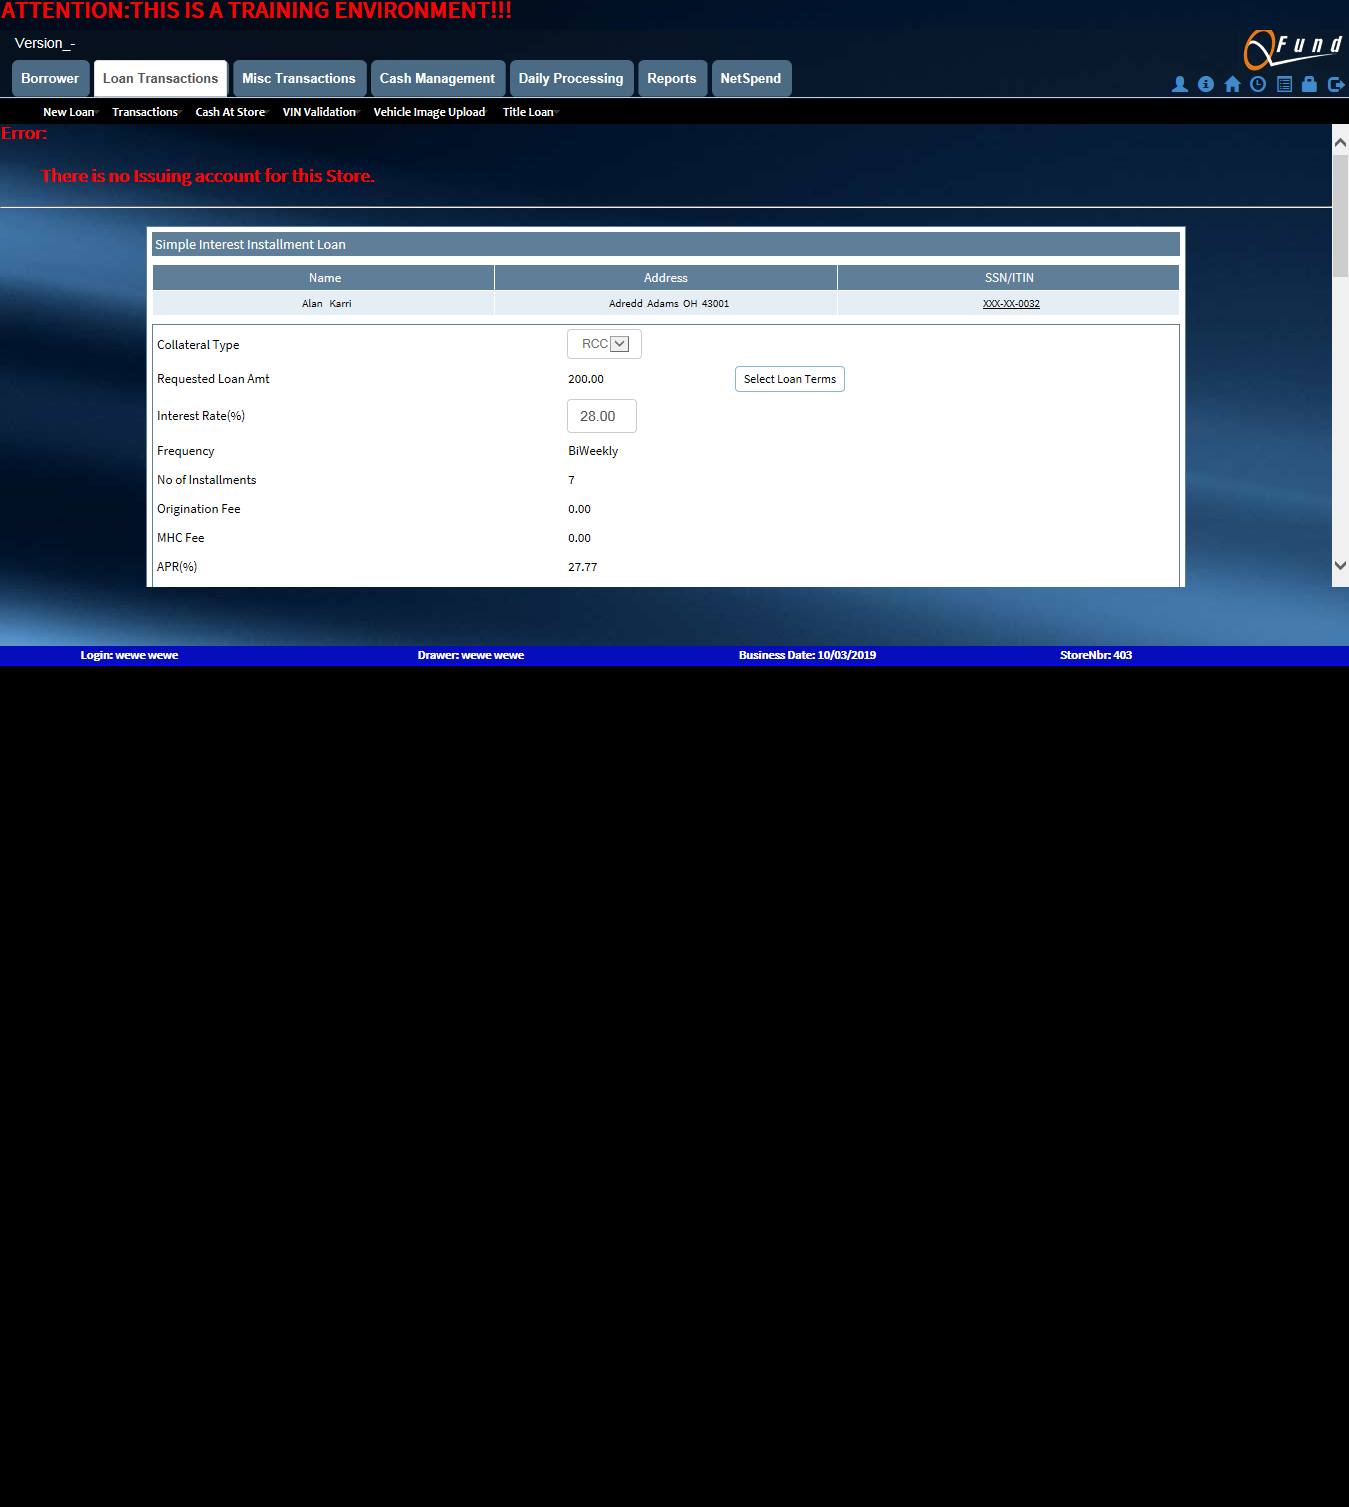 ATTENTION:THIS IS A TRAINING ENVIRONMENT!!!
Version_-
Fund
Borrower Loan Transactions Misc Transactions Cash Management Daily Processing Reports NetSpend
New Loan Transactions Cash At Store VIN Validation Vehicle Image Upload Title Loan
Error:
There is no Issuing account for this Store.
Simple Interest Installment Loan
Name Address SSN/ITIN
Alan Karri Adredd Adams OH 43001 XXX-XX-0032
Collateral Type RCC
Requested Loan Amt 200.00 Select Loan Terms
Interest Rate(%) 28.00
Frequency BiWeekly
No of Installments 7
Origination Fee 0.00
MHC Fee 0.00
APR(%) 27.77
Login: wewe wewe Drawer: wewe wewe Business Date: 10/03/2019 StoreNbr: 403